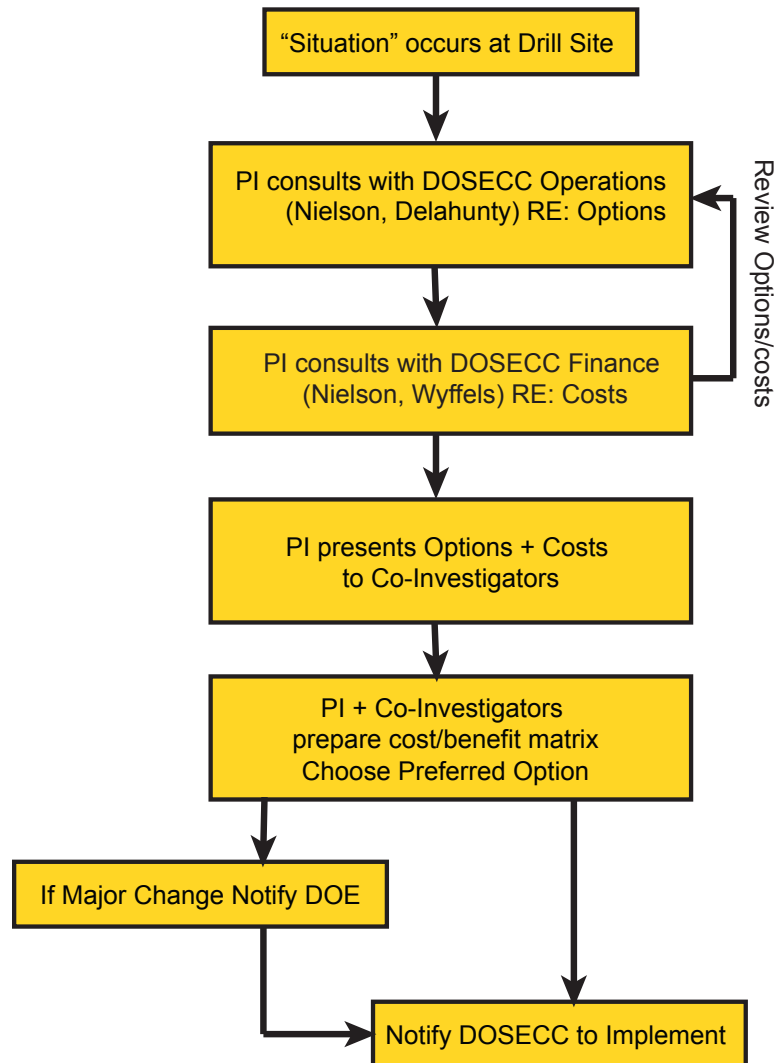 “Situation” occurs at Drill Site
PI consults with DOSECC Operations
(Nielson, Delahunty) RE: Options
Review Options/costs
PI consults with DOSECC Finance
(Nielson, Wyffels) RE: Costs
PI presents Options + Costs
to Co-Investigators
PI + Co-Investigators
prepare cost/benefit matrix
Choose Preferred Option
If Major Change Notify DOE
Notify DOSECC to Implement